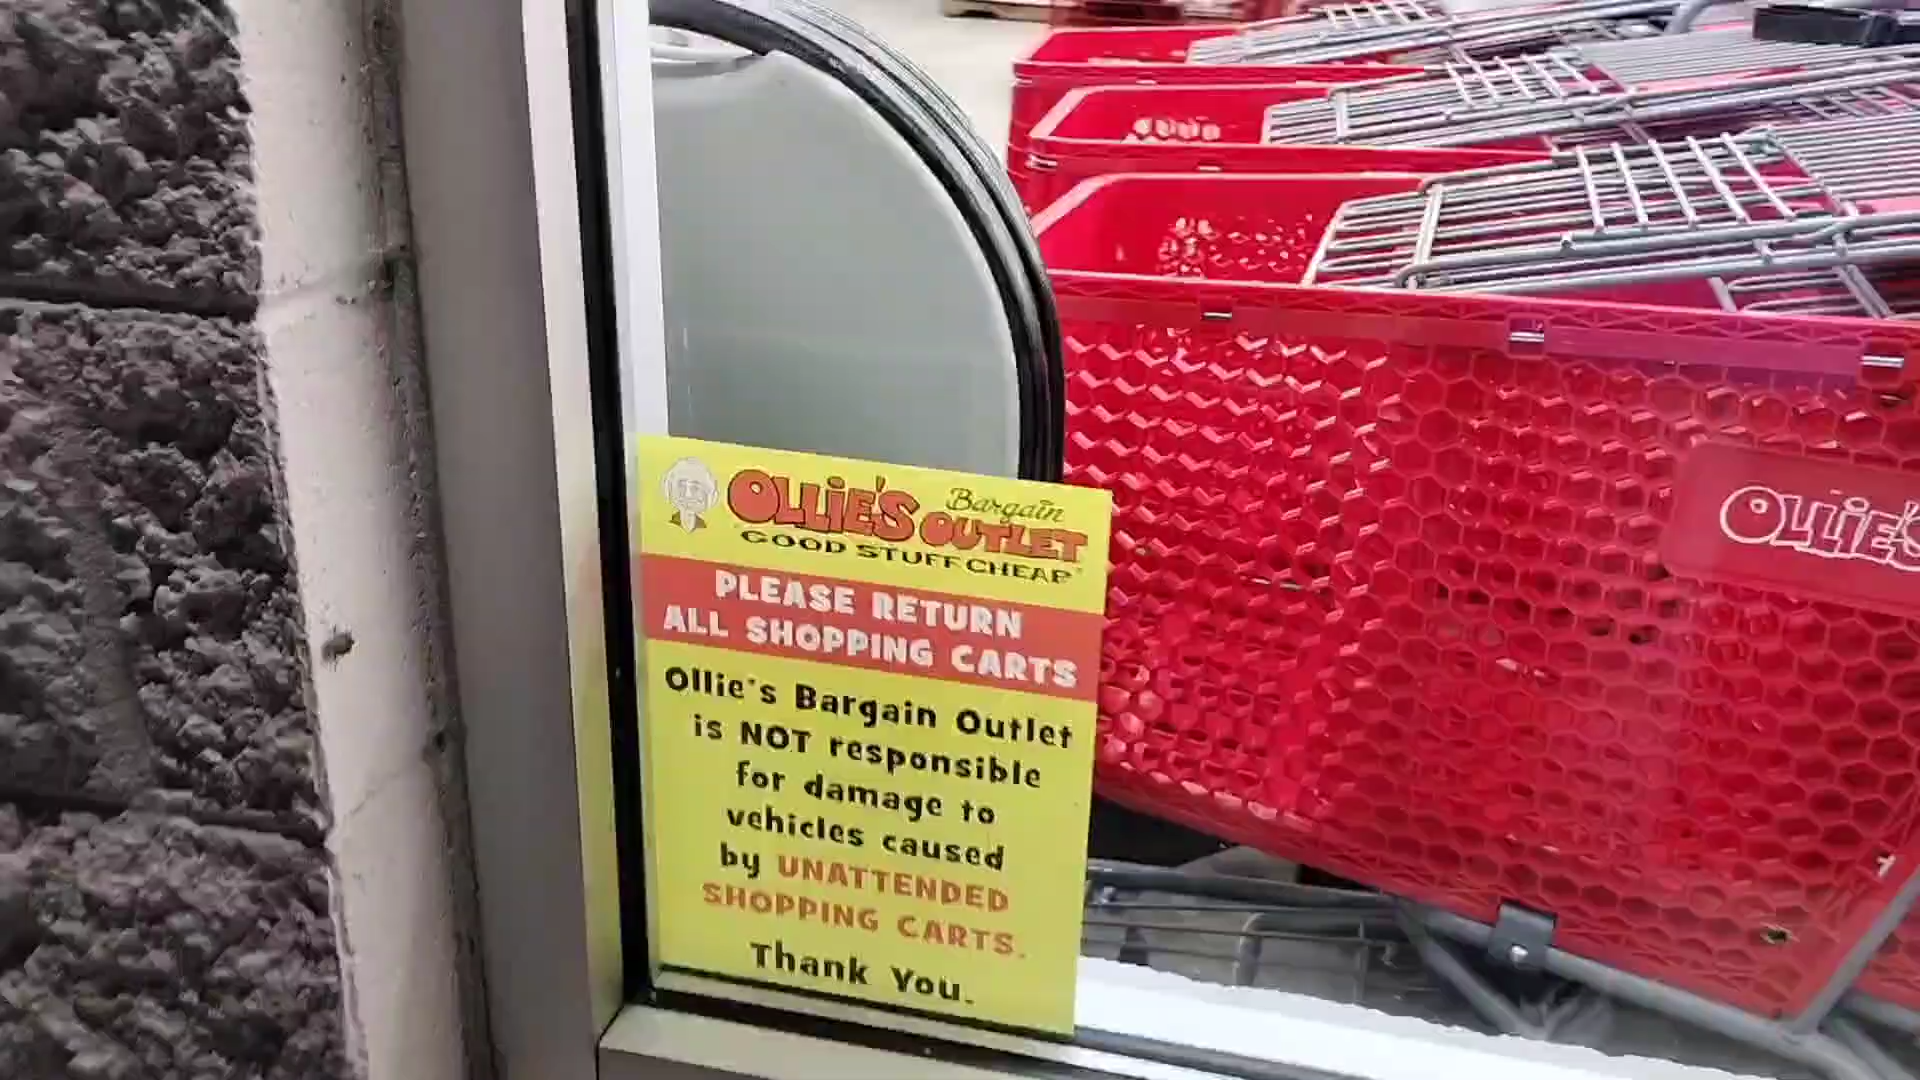 OLLiE'S Bargain OUTLET
GOOD STUFF CHEAP
PLEASE RETURN
ALL SHOPPING CARTS
Ollie's Bargain Outlet
is NOT responsible
for damage to
vehicles caused
by UNATTENDED
SHOPPING CARTS.
Thank You.
OLLiE'S